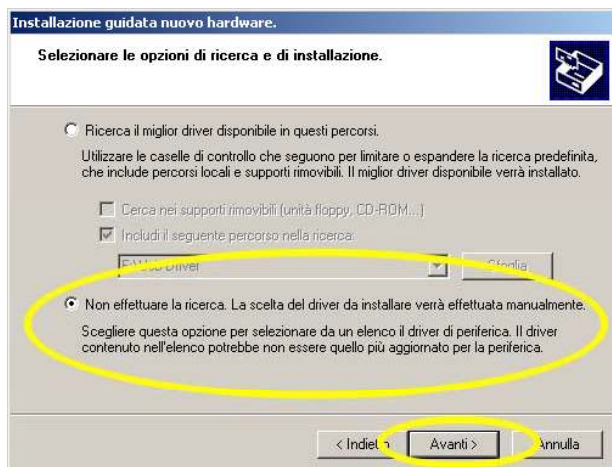 Installazione guidata nuovo hardware.
Selezionare le opzioni di ricerca e di installazione.
Ricerca il miglior driver disponibile in questi percorsi.
Utilizzare le caselle di controllo che seguono per limitare o espandere la ricerca predefinita,
che include percorsi locali e supporti rimovibili. Il miglior driver disponibile verrà installato.
Cerca nei supporti rimovibili (unità floppy, CD-ROM...)
Includi il seguente percorso nella ricerca:
Driver
Sfoglia
Non effettuare la ricerca. La scelta del driver da installare verrà effettuata manualmente.
Scegliere questa opzione per selezionare da un elenco il driver di periferica. Il driver
contenuto nell'elenco potrebbe non essere quello più aggiornato per la periferica.
< Indietro Avanti > Annulla